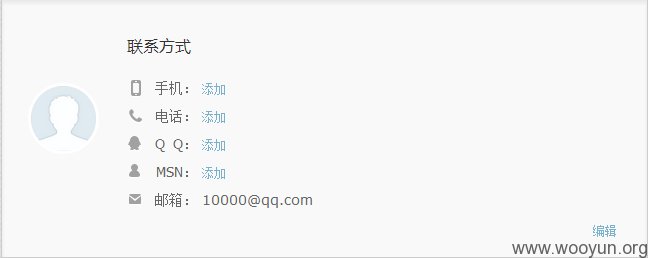 联系方式
手机： 添加
电话： 添加
Q Q： 添加
MSN： 添加
邮箱： 10000@qq.com
编辑
www.wooyun.org